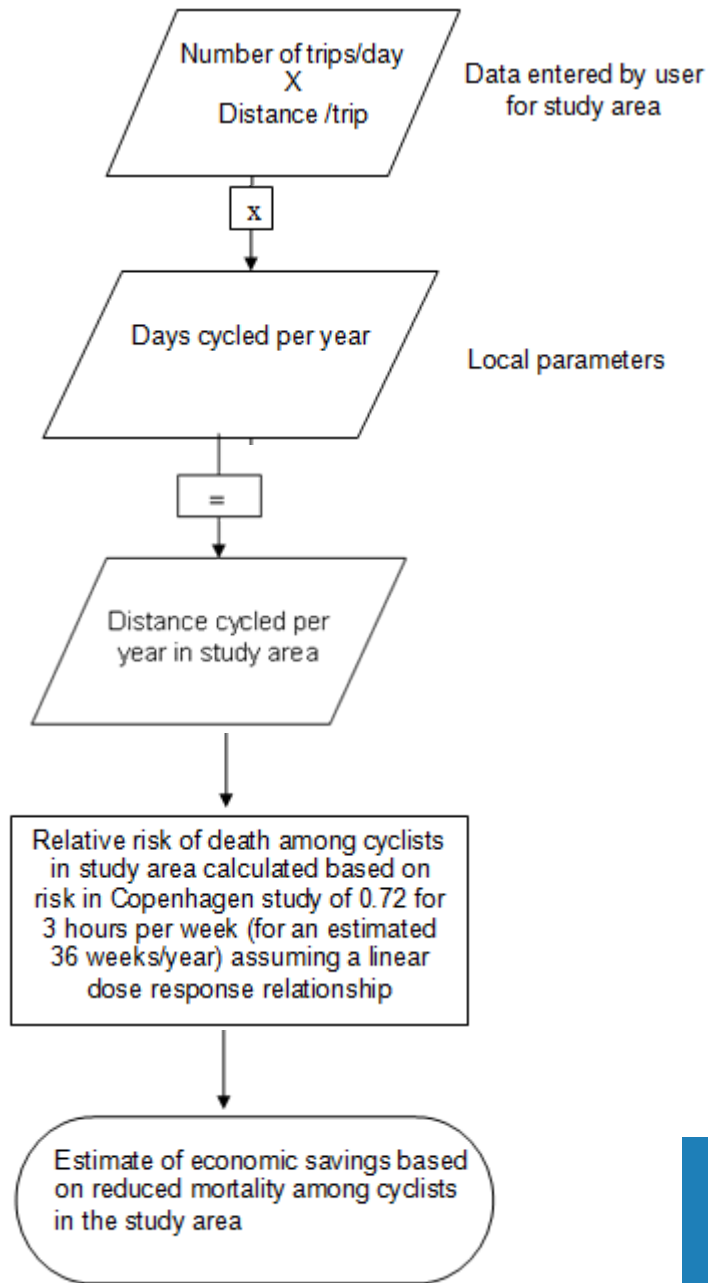 Number of trips/day
X
Distance /trip
Data entered by user
for study area
x
Days cycled per year
Local parameters
=
Distance cycled per
year in study area
Relative risk of death among cyclists
in study area calculated based on
risk in Copenhagen study of 0.72 for
3 hours per week (for an estimated
36 weeks/year) assuming a linear
dose response relationship
Estimate of economic savings based
on reduced mortality among cyclists
in the study area